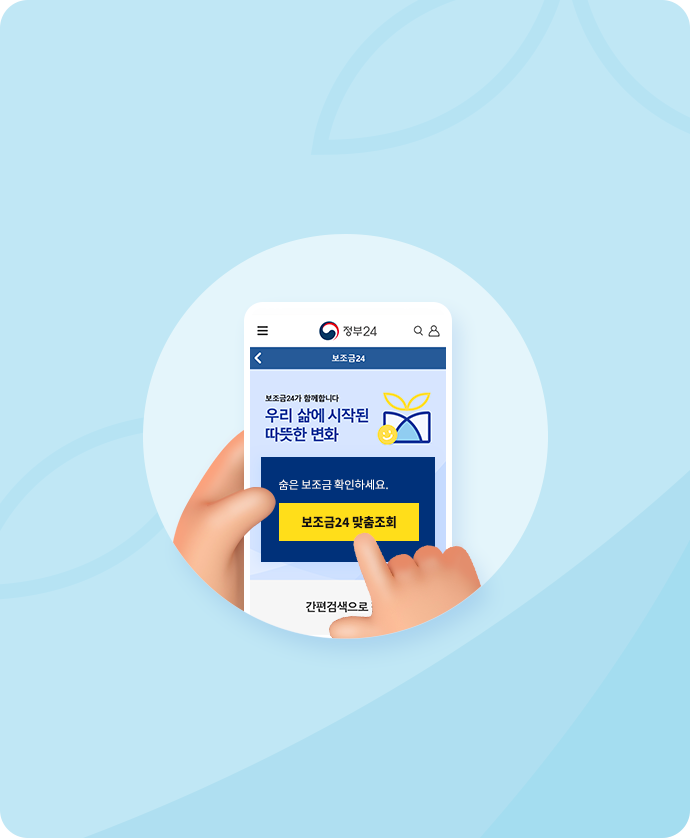 정부24
보조금24
보조금24가 함께합니다
우리 삶에 시작된
따뜻한 변화
숨은 보조금 확인하세요.
보조금24 맞춤조회
간편검색으로